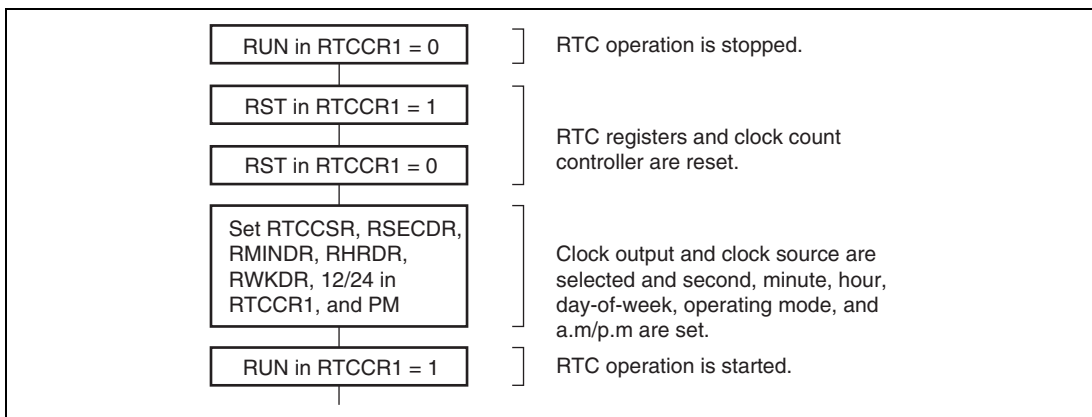 RUN in RTCCR1 = 0
RTC operation is stopped.
RST in RTCCR1 = 1
RST in RTCCR1 = 0
RTC registers and clock count
controller are reset.
Set RTCCSR, RSECDR,
RMINDR, RHRDR,
RWKDR, 12/24 in
RTCCR1, and PM
Clock output and clock source are
selected and second, minute, hour,
day-of-week, operating mode, and
a.m/p.m are set.
RUN in RTCCR1 = 1
RTC operation is started.